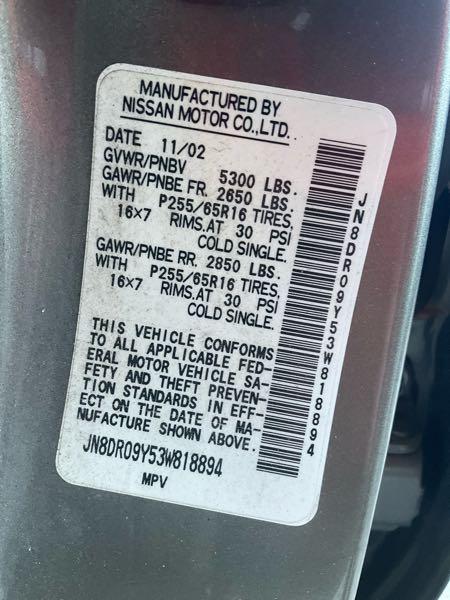 MANUFACTURED BY
NISSAN MOTOR CO.,LTD.
DATE 11/02
GVWR/PNBV 5300 LBS.
GAWR/PNBE FR. 2650 LBS.
WITH P255/65R16 TIRES,
16×7 RIMS.AT 30 PSI
COLD SINGLE.
GAWR/PNBE RR. 2850 LBS.
WITH P255/65R16 TIRES,
16×7 RIMS.AT 30 PSI
COLD SINGLE.
THIS VEHICLE CONFORMS
TO ALL APPLICABLE FED-
ERAL MOTOR VEHICLE SA-
FETY AND THEFT PREVEN-
TION STANDARDS IN EFF-
ECT ON THE DATE OF MA-
NUFACTURE SHOWN ABOVE.
JN8DR09Y53W818894
MPV
JN8DR09Y53W818894